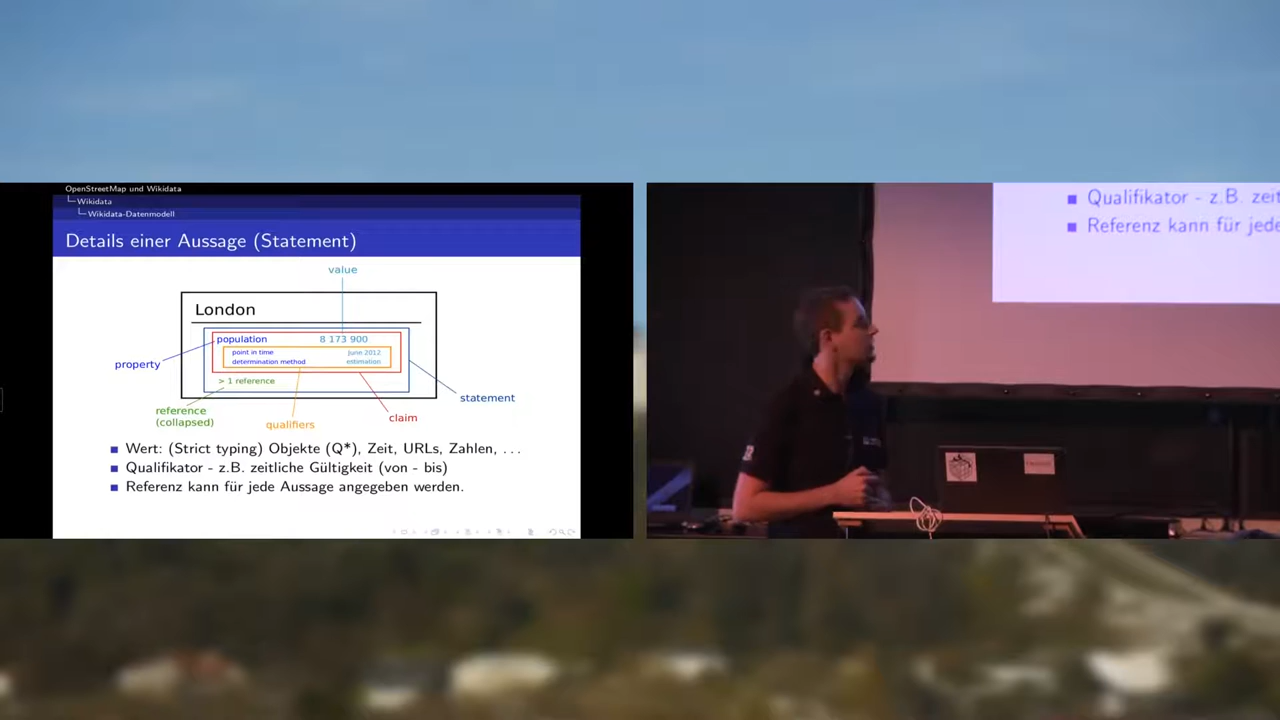 OpenStreetMap und Wikidata
Wikidata
Wikidata-Datenmodell
Details einer Aussage (Statement)
value
London
population 8 173 900
point in time June 2012
determination method estimation
property
> 1 reference
statement
reference
(collapsed)
qualifiers
claim
Wert: (Strict typing) Objekte (Q*), Zeit, URLs, Zahlen, ...
Qualifikator - z.B. zeitliche Gültigkeit (von - bis)
Referenz kann für jede Aussage angegeben werden.
Qualifikator - z.B. zeit
Referenz kann für jede